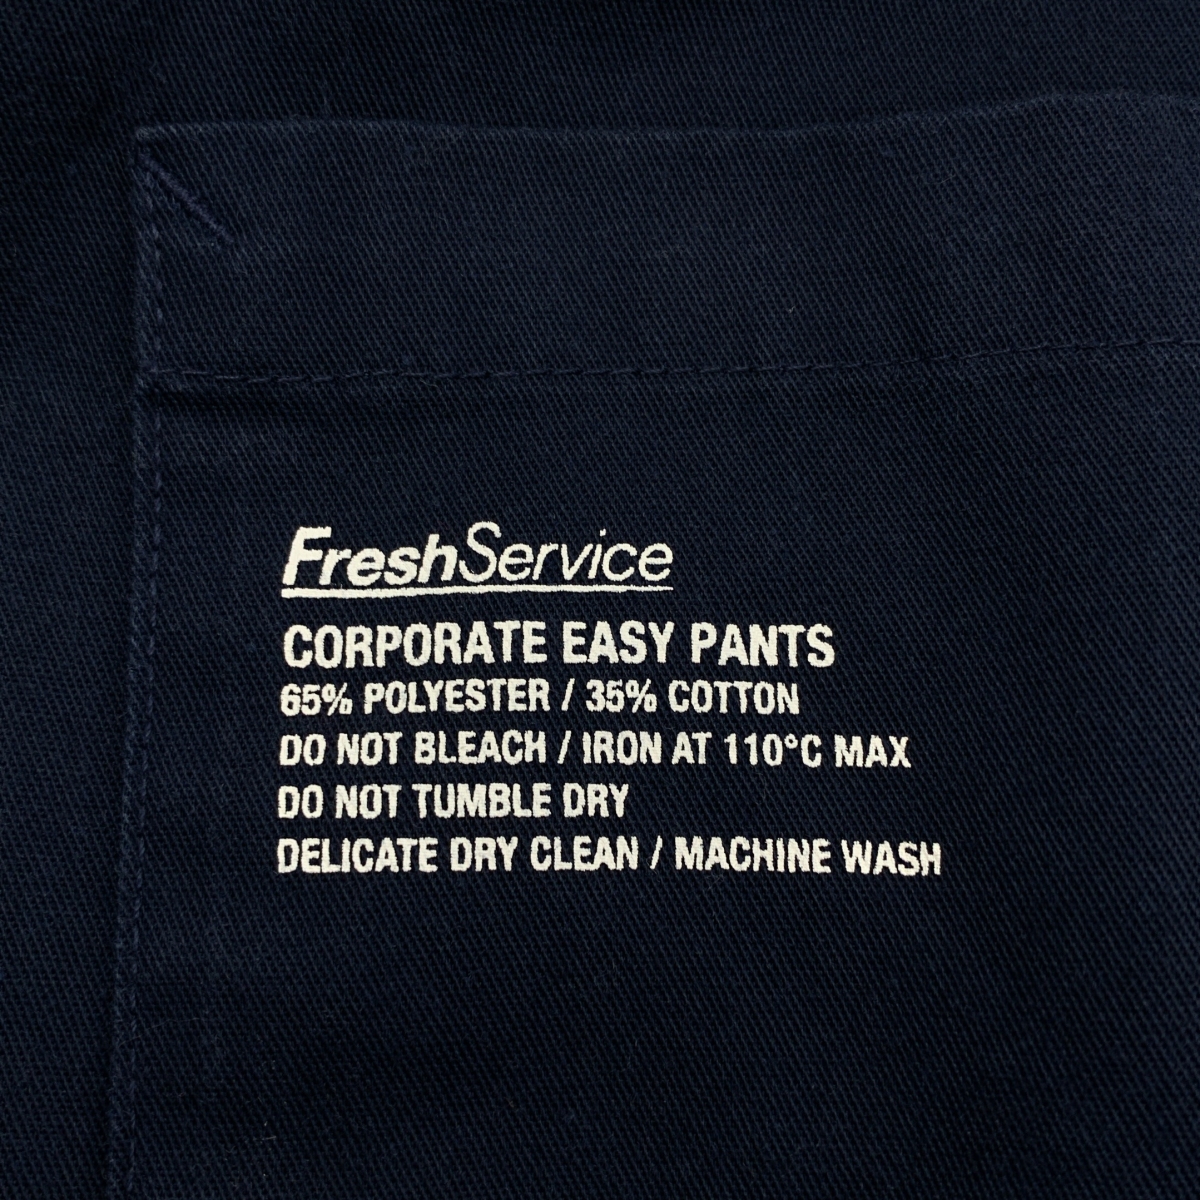 FreshService
CORPORATE EASY PANTS
65% POLYESTER / 35% COTTON
DO NOT BLEACH / IRON AT 110°C MAX
DO NOT TUMBLE DRY
DELICATE DRY CLEAN / MACHINE WASH